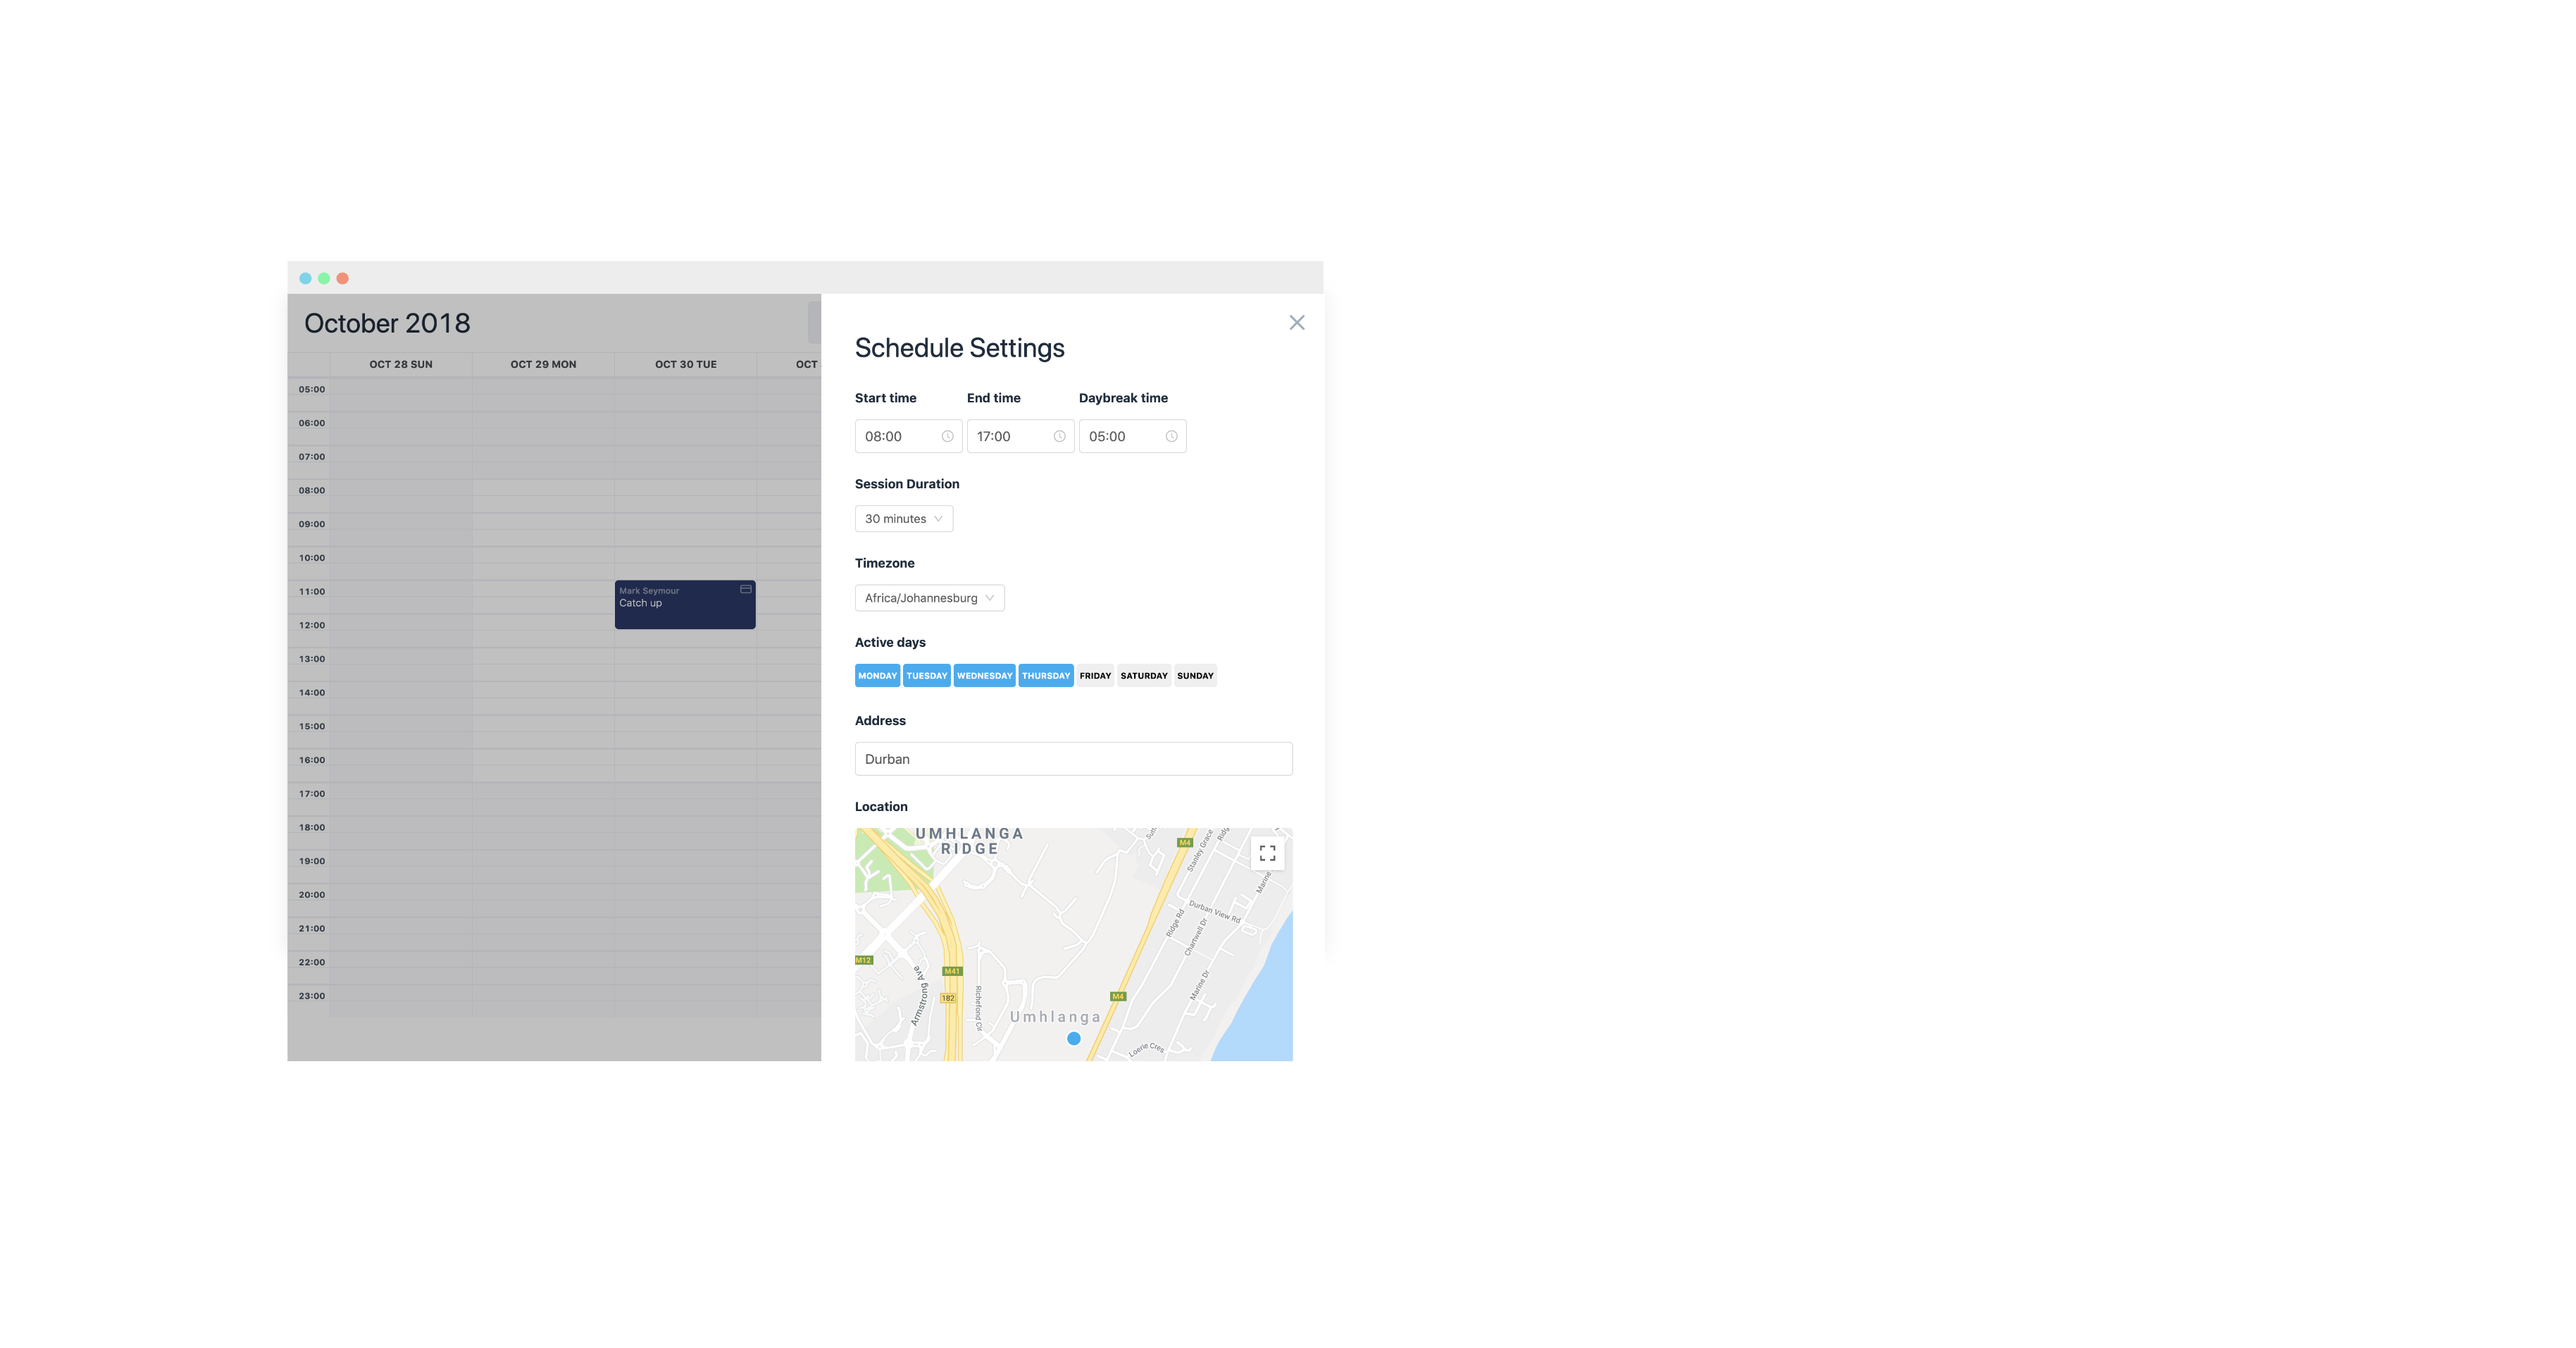 October 2018
OCT 28 SUN
OCT 29 MON
OCT 30 TUE
OCT
05:00
06:00
07:00
08:00
09:00
10:00
11:00
12:00
13:00
14:00
15:00
16:00
17:00
18:00
19:00
20:00
21:00
22:00
23:00
Mark Seymour
Catch up
Schedule Settings
Start time
End time
Daybreak time
08:00
17:00
05:00
Session Duration
30 minutes
Timezone
Africa/Johannesburg
Active days
MONDAY TUESDAY WEDNESDAY THURSDAY FRIDAY SATURDAY SUNDAY
Address
Durban
Location
UMHLANGA
RIDGE
M4
Stanley Grace
Marine
Durban View Rd
Ridge Rd
Chartwell Dr
M12
M41
182
Armstrong Ave
Richefond Cir
Marine Dr
M4
Umhlanga
Loerie Cres